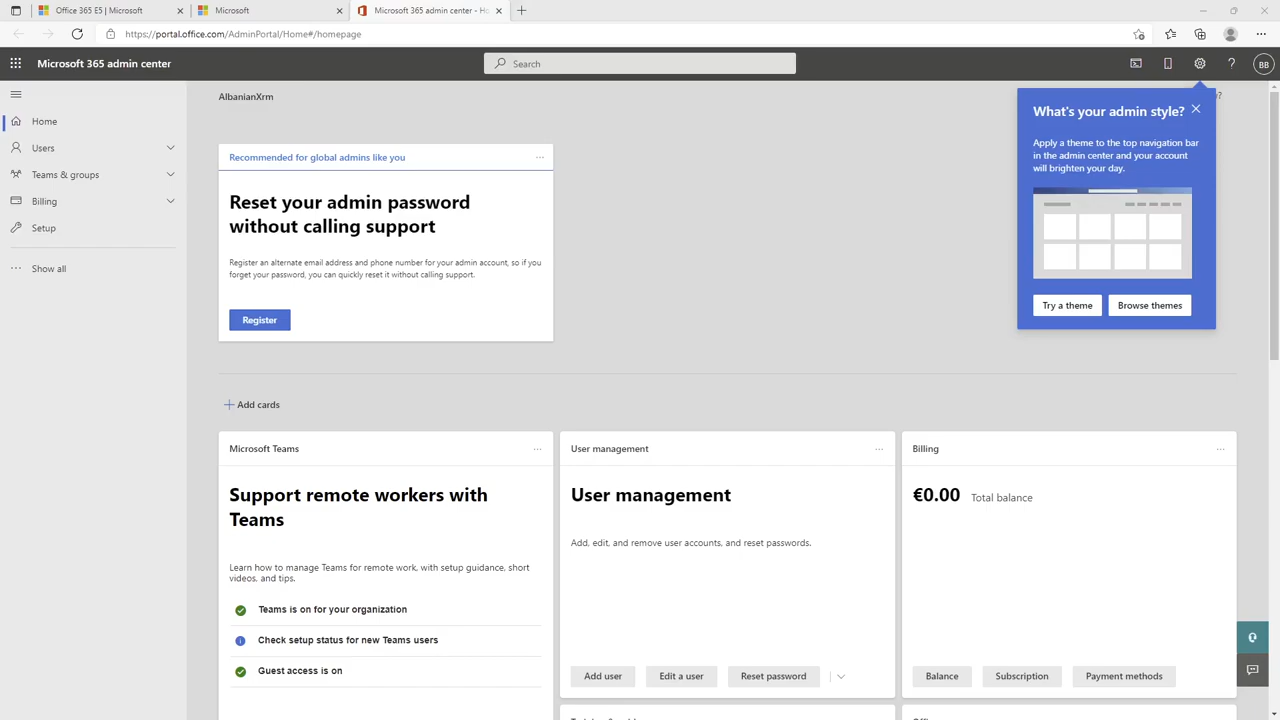 Office 365 E5 | Microsoft
Microsoft
Microsoft 365 admin center - Ho
https://portal.office.com/AdminPortal/Home#/homepage
Microsoft 365 admin center
Search
BB
AlbanianXrm
Home
Users
Teams & groups
Billing
Setup
Show all
Recommended for global admins like you
Reset your admin password
without calling support
Register an alternate email address and phone number for your admin account, so if you
forget your password, you can quickly reset it without calling support.
Register
What's your admin style?
Apply a theme to the top navigation bar
in the admin center and your account
will brighten your day.
Try a theme
Browse themes
Add cards
Microsoft Teams
Support remote workers with
Teams
Learn how to manage Teams for remote work, with setup guidance, short
videos, and tips.
Teams is on for your organization
Check setup status for new Teams users
Guest access is on
User management
User management
Add, edit, and remove user accounts, and reset passwords.
Add user
Edit a user
Reset password
Billing
€0.00 Total balance
Balance
Subscription
Payment methods